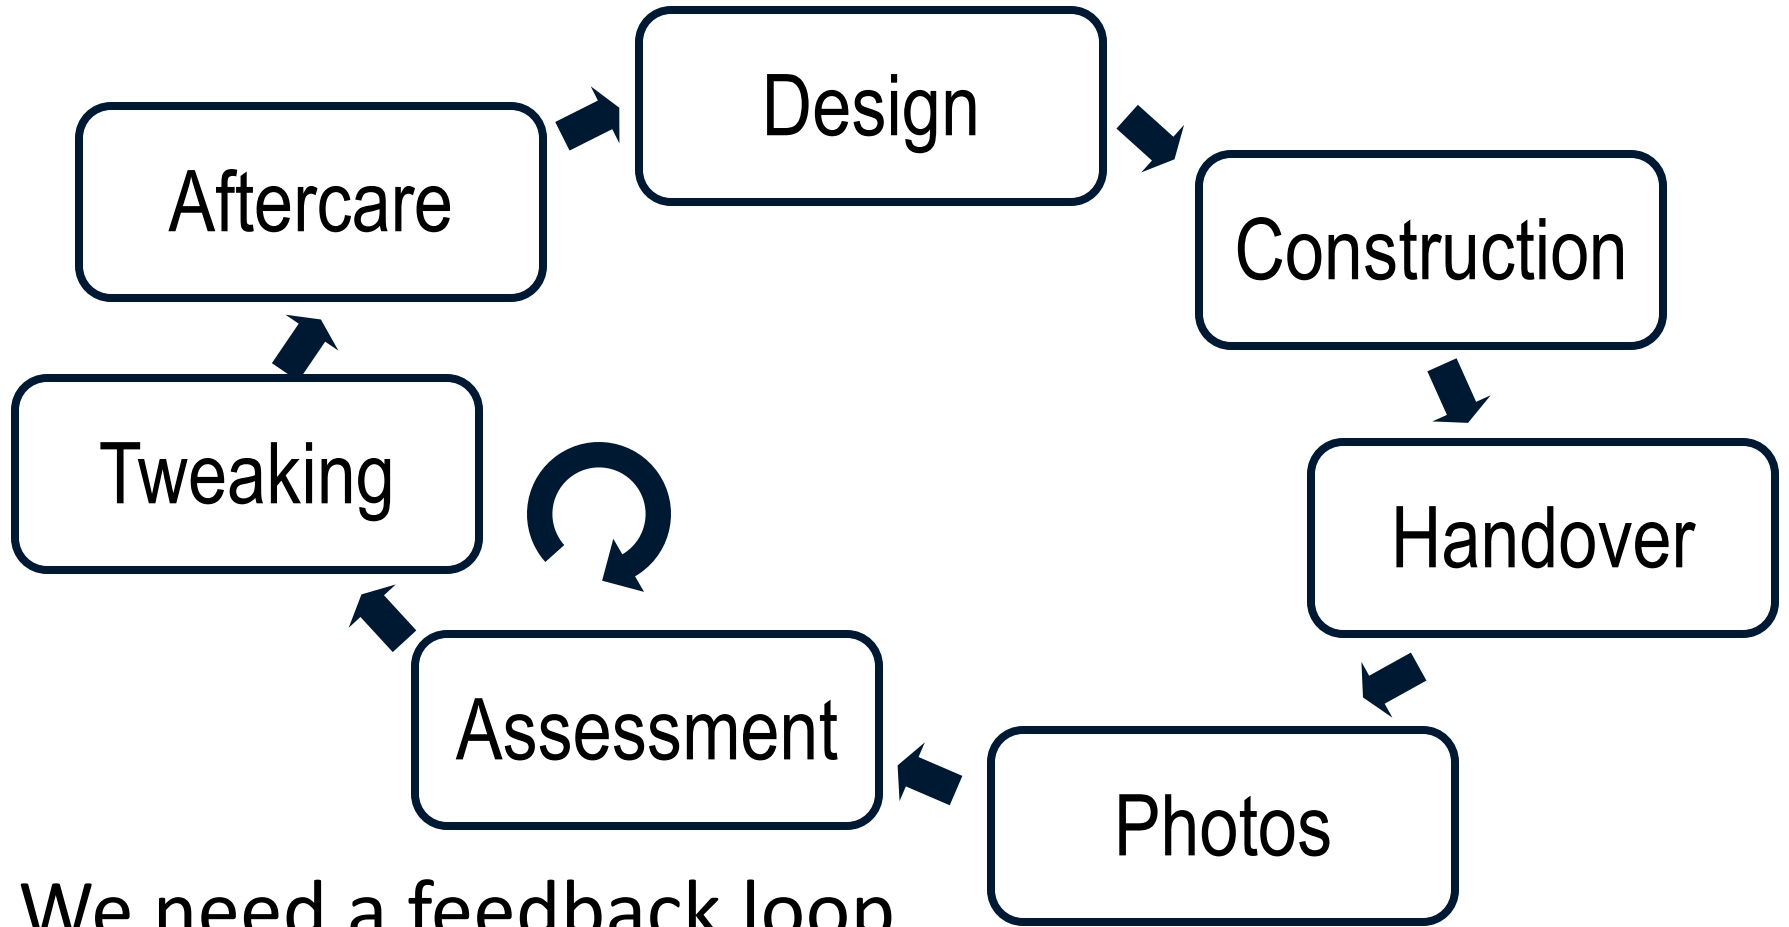 Design
Construction
Handover
Photos
Assessment
Tweaking
Aftercare
We need a feedback loop